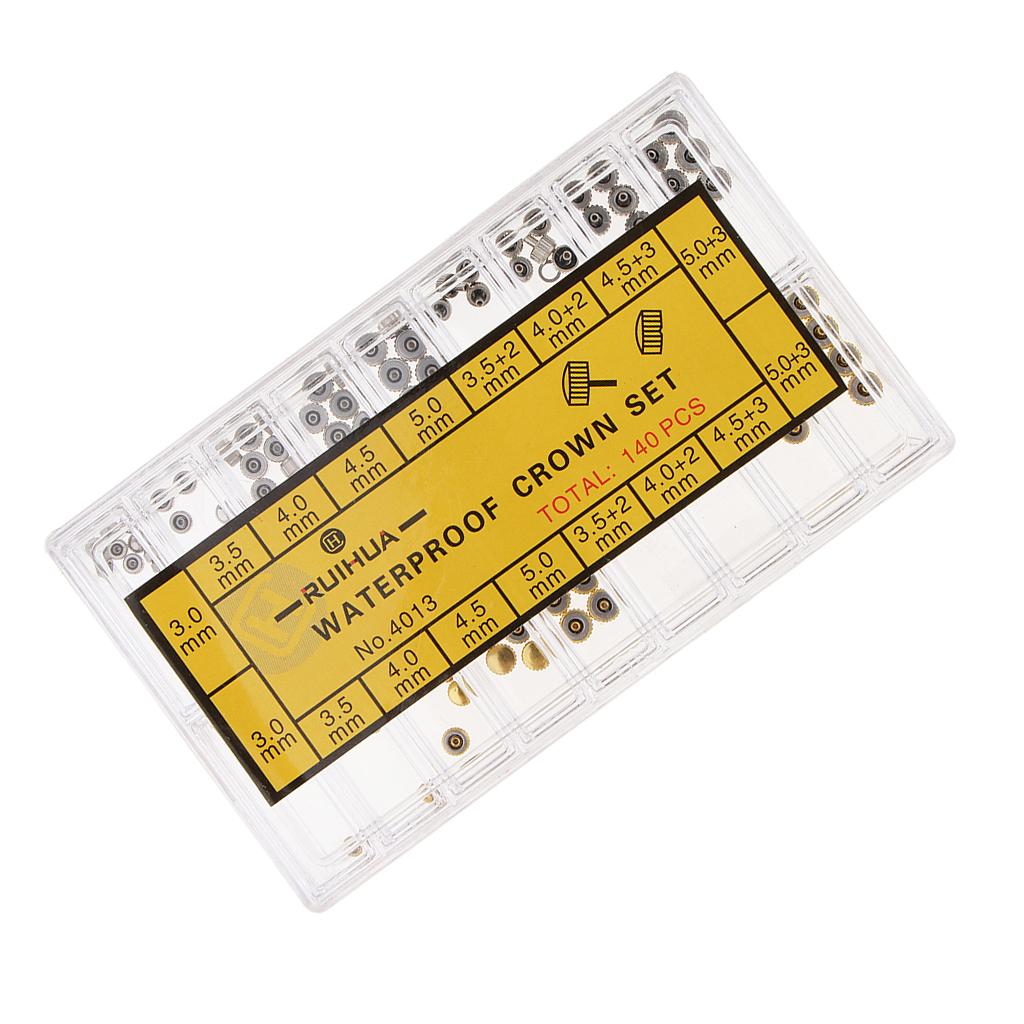 3.0 mm
3.5 mm
4.0 mm
4.5 mm
5.0 mm
3.5+2 mm
4.0+2 mm
4.5+3 mm
5.0+3 mm
H
RUIHUA
WATERPROOF CROWN SET
No.4013
TOTAL: 140 PCS
3.0 mm
3.5 mm
4.0 mm
4.5 mm
5.0 mm
3.5+2 mm
4.0+2 mm
4.5+3 mm
5.0+3 mm